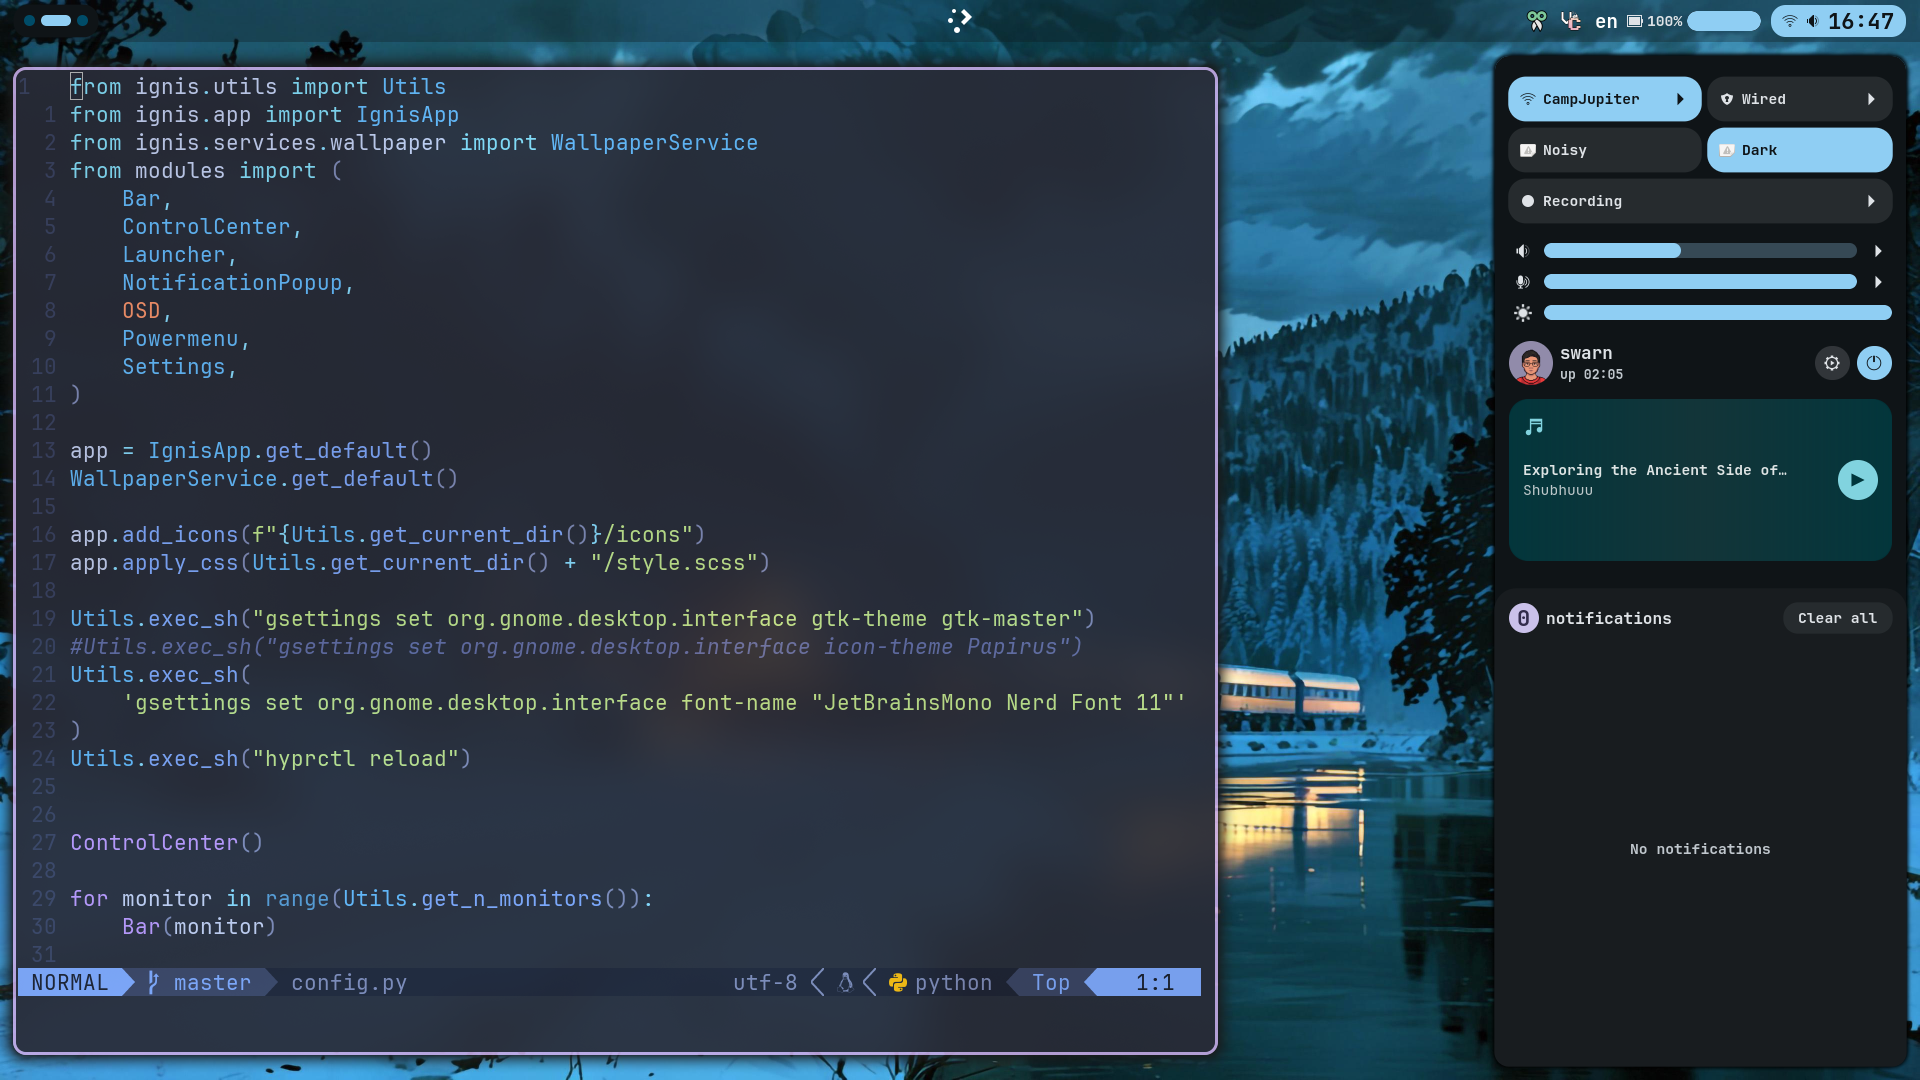 en 100% 16:47
1 from ignis.utils import Utils
1 from ignis.app import IgnisApp
2 from ignis.services.wallpaper import WallpaperService
3 from modules import (
4 Bar,
5 ControlCenter,
6 Launcher,
7 NotificationPopup,
8 OSD,
9 Powermenu,
10 Settings,
11 )
12
13 app = IgnisApp.get_default()
14 WallpaperService.get_default()
15
16 app.add_icons(f"{Utils.get_current_dir()}/icons")
17 app.apply_css(Utils.get_current_dir() + "/style.scss")
18
19 Utils.exec_sh("gsettings set org.gnome.desktop.interface gtk-theme gtk-master")
20 #Utils.exec_sh("gsettings set org.gnome.desktop.interface icon-theme Papirus")
21 Utils.exec_sh(
22 'gsettings set org.gnome.desktop.interface font-name "JetBrainsMono Nerd Font 11"'
23 )
24 Utils.exec_sh("hyprctl reload")
25
26
27 ControlCenter()
28
29 for monitor in range(Utils.get_n_monitors()):
30 Bar(monitor)
31
NORMAL master config.py utf-8 python Top 1:1
CampJupiter Wired
Noisy Dark
Recording
swarn
up 02:05
Exploring the Ancient Side of…
Shubhuuu
0 notifications Clear all
No notifications